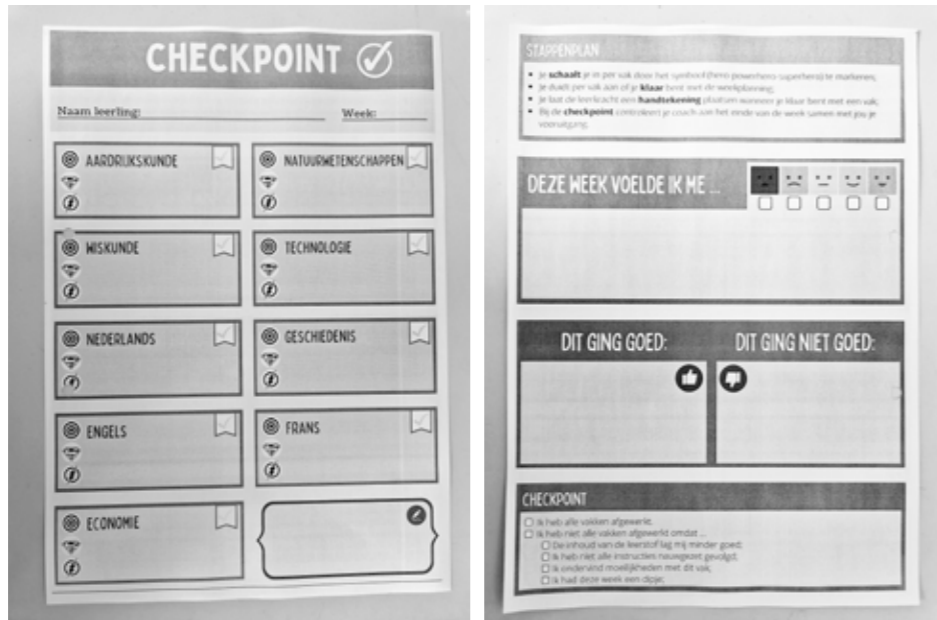 CHECKPOINT
Naam leerling:
Week:
AARDRIJKSKUNDE
NATUURWETENSCHAPPEN
WISKUNDE
TECHNOLOGIE
NEDERLANDS
GESCHIEDENIS
ENGELS
FRANS
ECONOMIE
STAPPENPLAN
Je schaalt je in per vak door het symbool (hero-powerhero-superhero) te markeren;
Je duidt per vak aan of je klaar bent met de weekplanning;
Je laat de leerkracht een handtekening plaatsen wanneer je klaar bent met een vak;
Bij de checkpoint controleert je coach aan het einde van de week samen met jou je
vooruitgang.
DEZE WEEK VOELDE IK ME ...
DIT GING GOED:
DIT GING NIET GOED:
CHECKPOINT
Ik heb alle vakken afgewerkt.
Ik heb niet alle vakken afgewerkt omdat ...
De inhoud van de leerstof lag mij minder goed;
Ik heb niet alle instructies nauwgezet gevolgd;
Ik ondervind moeilijkheden met dit vak;
Ik had deze week een dipje;